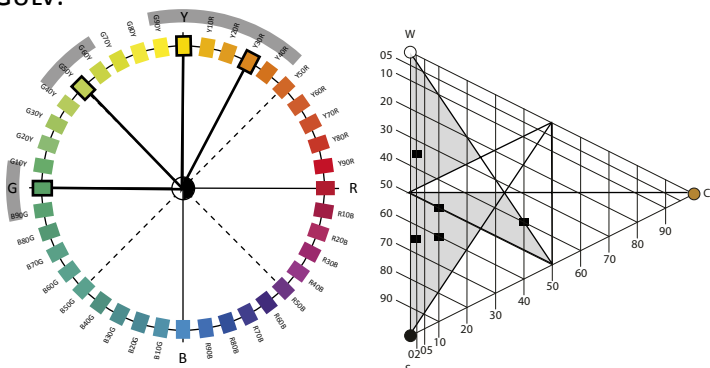 Y
Y10R
Y20R
Y30R
Y40R
Y50R
Y60R
Y70R
Y80R
Y90R
R
R10B
R20B
R30B
R40B
R50B
R60B
R70B
R80B
R90B
B
B10G
B20G
B30G
B40G
B50G
B60G
B70G
B80G
B90G
G
G10Y
G20Y
G30Y
G40Y
G50Y
G60Y
G70Y
G80Y
G90Y
W
05
10
20
30
40
50
60
70
80
90
02
05
10
20
30
40
50
60
70
80
90
C